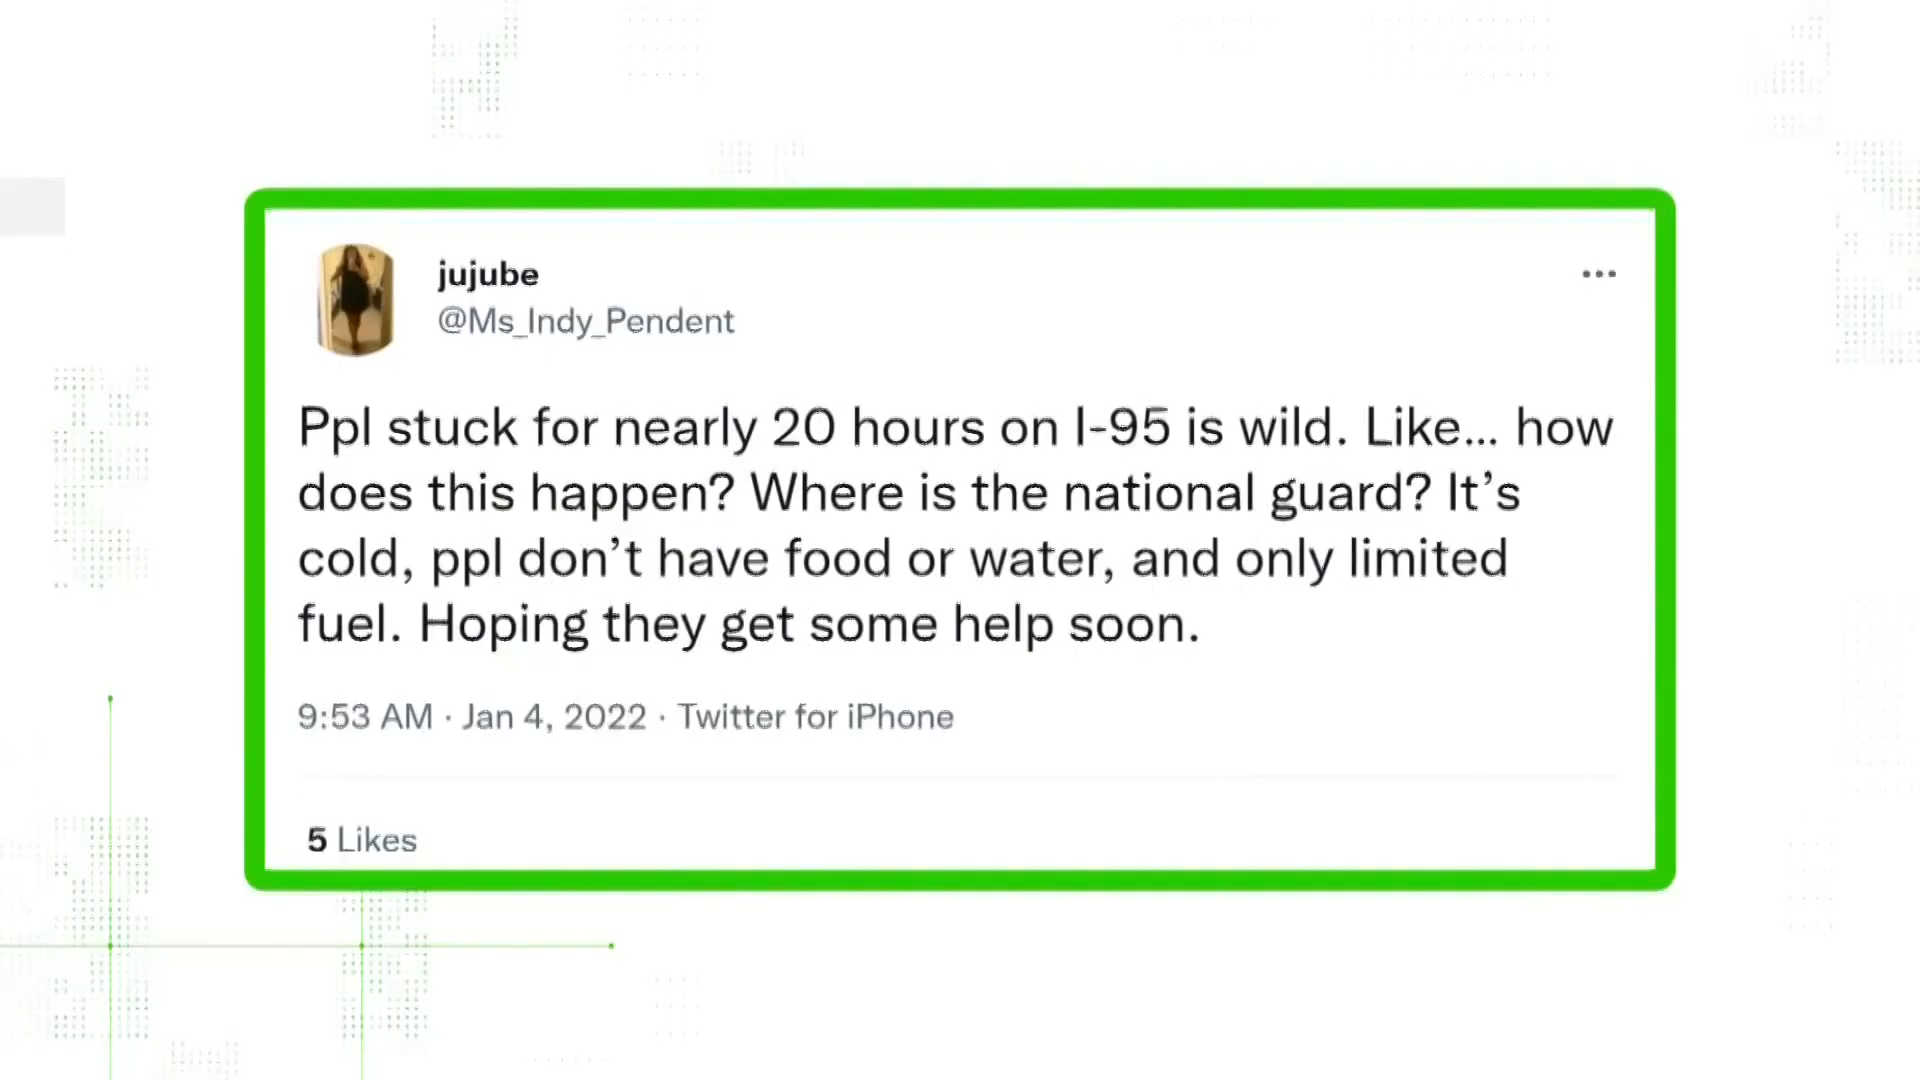 jujube
@Ms_Indy_Pendent
Ppl stuck for nearly 20 hours on I-95 is wild. Like... how
does this happen? Where is the national guard? It’s
cold, ppl don’t have food or water, and only limited
fuel. Hoping they get some help soon.
9:53 AM · Jan 4, 2022 · Twitter for iPhone
5 Likes